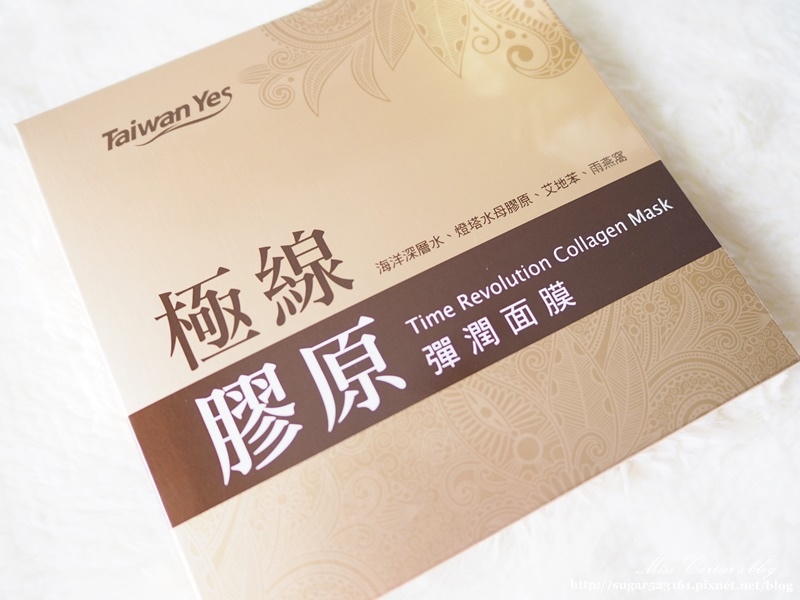 Taiwan Yes
海洋深層水、燈塔水母膠原、艾地苯、雨燕窩
極線
Time Revolution Collagen Mask
膠原
彈潤面膜
http://sugar523161.pixnet.net/blog